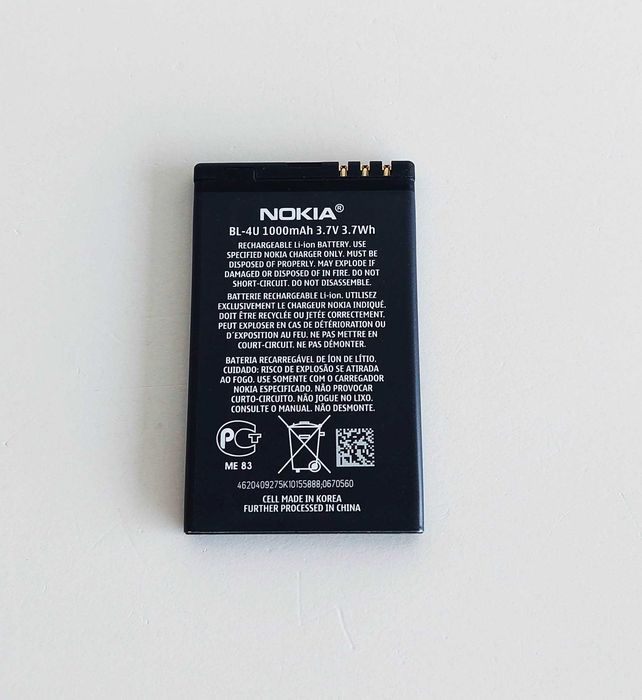 NOKIA®
BL-4U 1000mAh 3.7V 3.7Wh
RECHARGEABLE Li-ion BATTERY. USE
SPECIFIED NOKIA CHARGER ONLY. MUST BE
DISPOSED OF PROPERLY. MAY EXPLODE IF
DAMAGED OR DISPOSED OF IN FIRE. DO NOT
SHORT-CIRCUIT. DO NOT DISASSEMBLE.
BATTERIE RECHARGEABLE Li-ion. UTILISEZ
EXCLUSIVEMENT LE CHARGEUR NOKIA INDIQUÉ.
DOIT ÊTRE RECYCLÉE OU JETÉE CORRECTEMENT.
PEUT EXPLOSER EN CAS DE DÉTÉRIORATION OU
D'EXPOSITION AU FEU. NE PAS METTRE EN
COURT-CIRCUIT. NE PAS DÉMONTER.
BATERIA RECARREGÁVEL DE ÍON DE LÍTIO.
CUIDADO: RISCO DE EXPLOSÃO SE ATIRADO
AO FOGO. USE SOMENTE COM O CARREGADOR
NOKIA ESPECIFICADO. NÃO PROVOCAR
CURTO-CIRCUITO. NÃO JOGUE NO LIXO.
CONSULTE O MANUAL. NÃO DESMONTE.
РСТ
ME 83
4620409275K10155888;0670560
CELL MADE IN KOREA
FURTHER PROCESSED IN CHINA